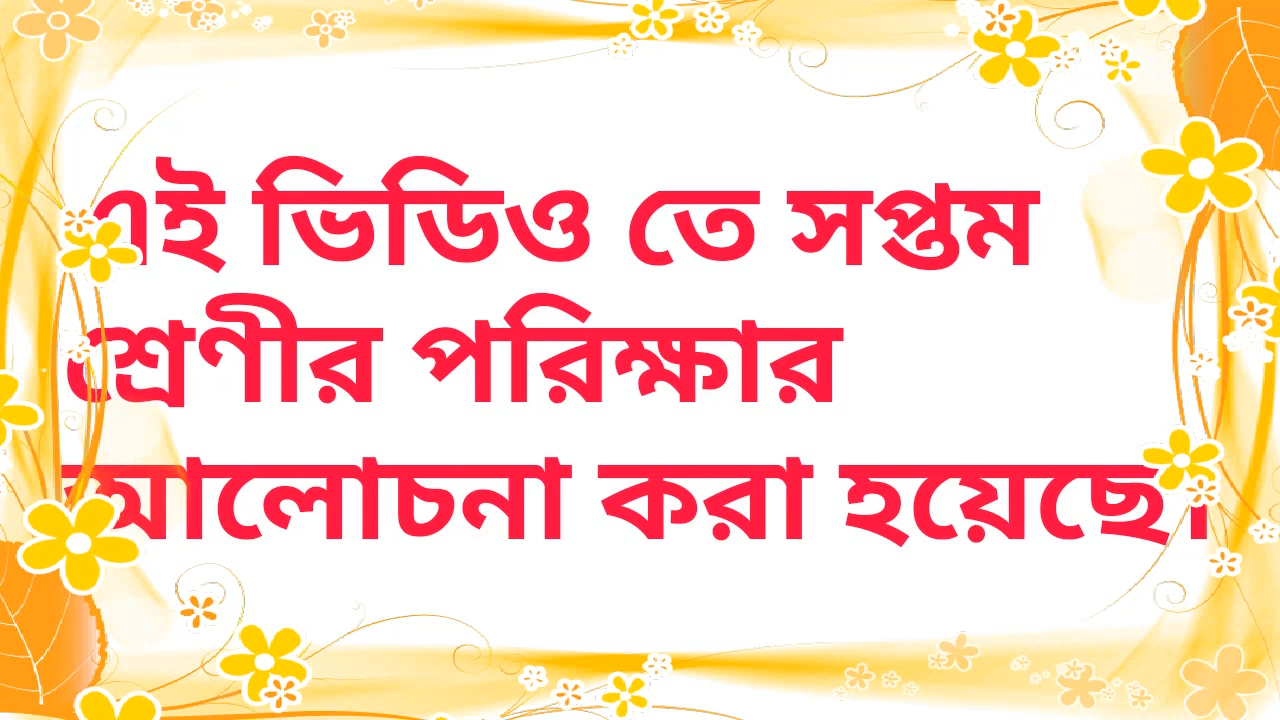 এই ভিডিও তে সপ্তম
শ্রেণীর পরিক্ষার
আলোচনা করা হয়েছে।